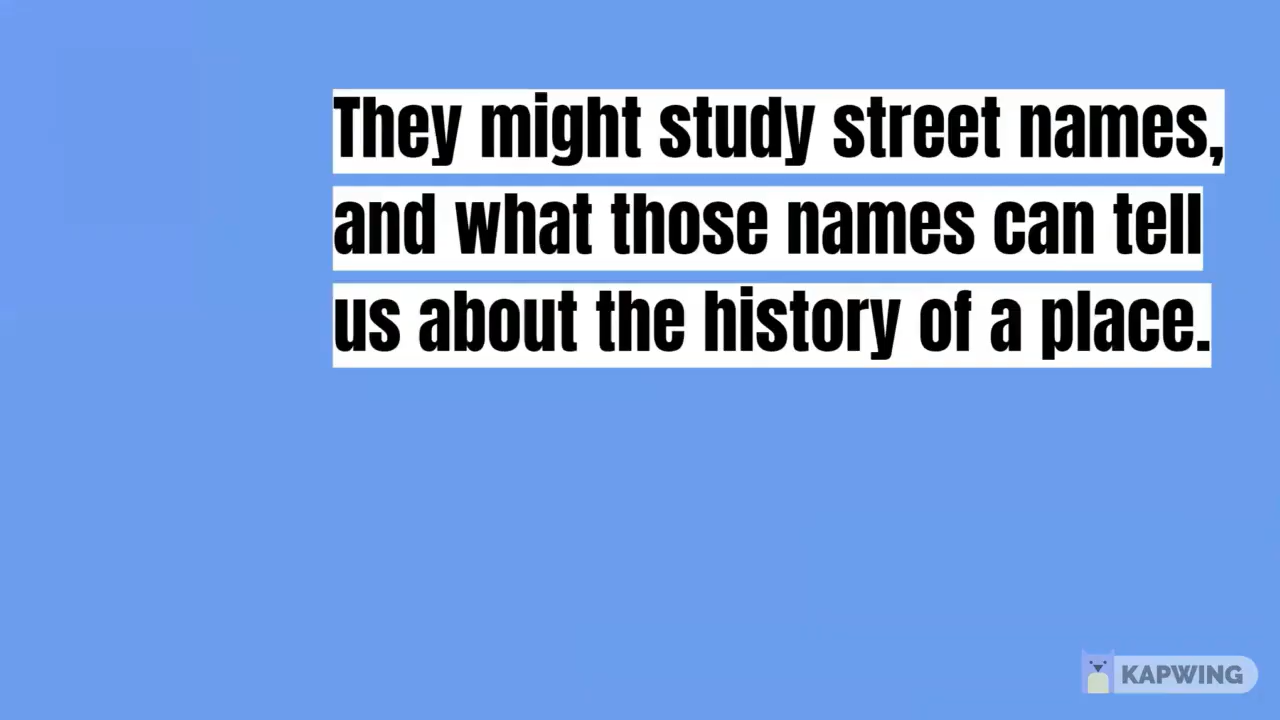 They might study street names,
and what those names can tell
us about the history of a place.
KAPWING